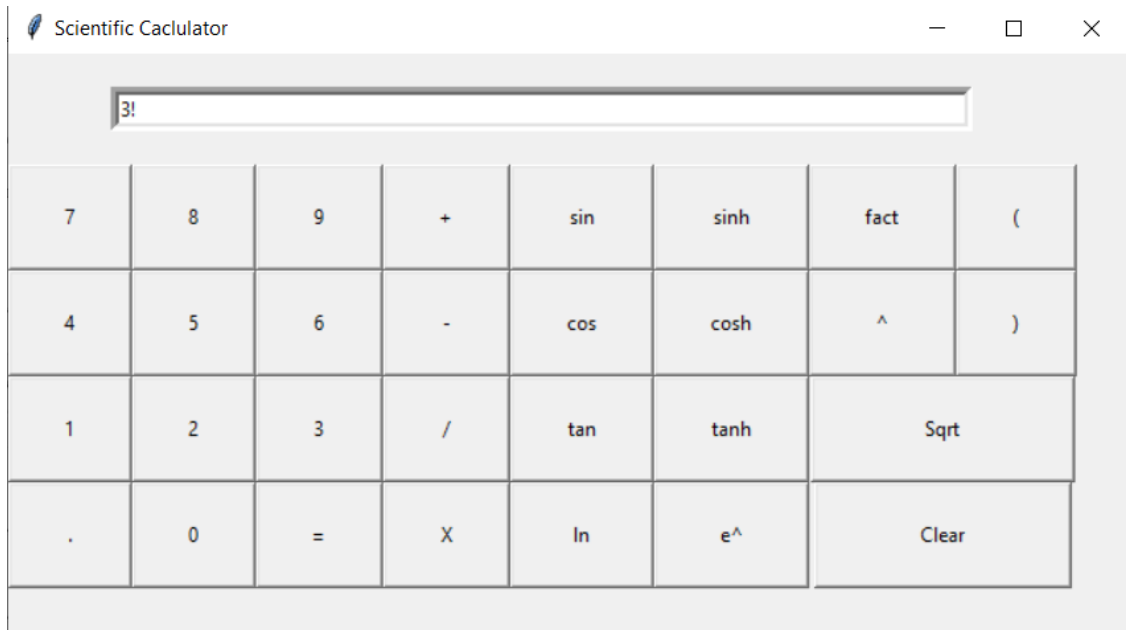 Scientific Caclulator
3!
7 8 9 + sin sinh fact (
4 5 6 - cos cosh ^ )
1 2 3 / tan tanh Sqrt
. 0 = X ln e^ Clear